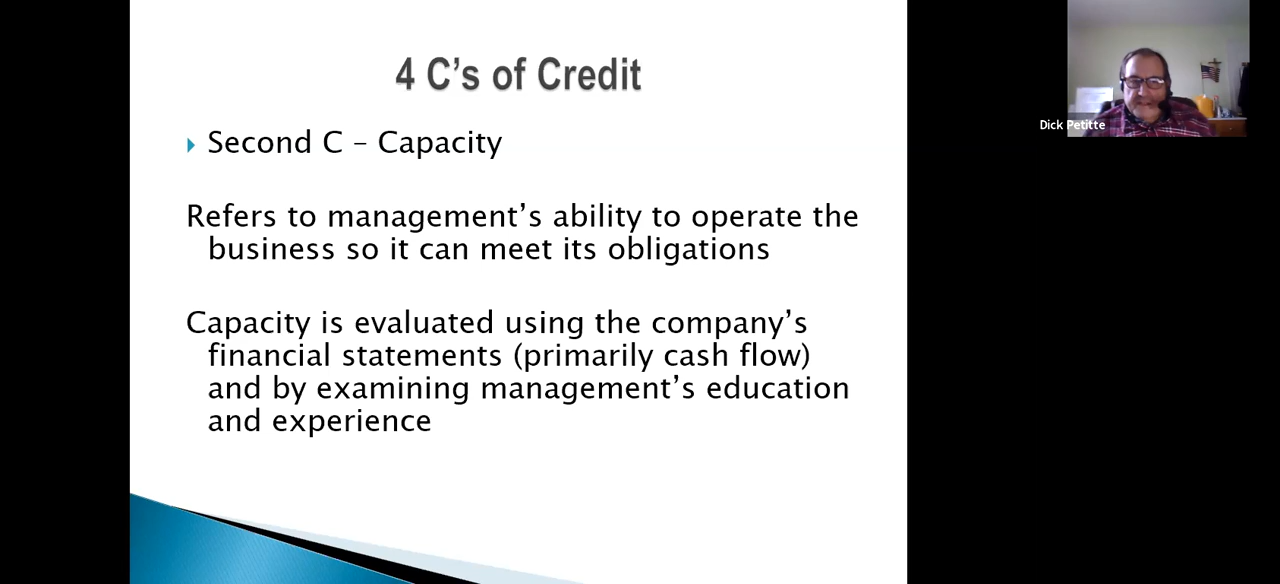 4 C’s of Credit
Second C – Capacity
Refers to management’s ability to operate the
business so it can meet its obligations
Capacity is evaluated using the company’s
financial statements (primarily cash flow)
and by examining management’s education
and experience
Dick Petitte